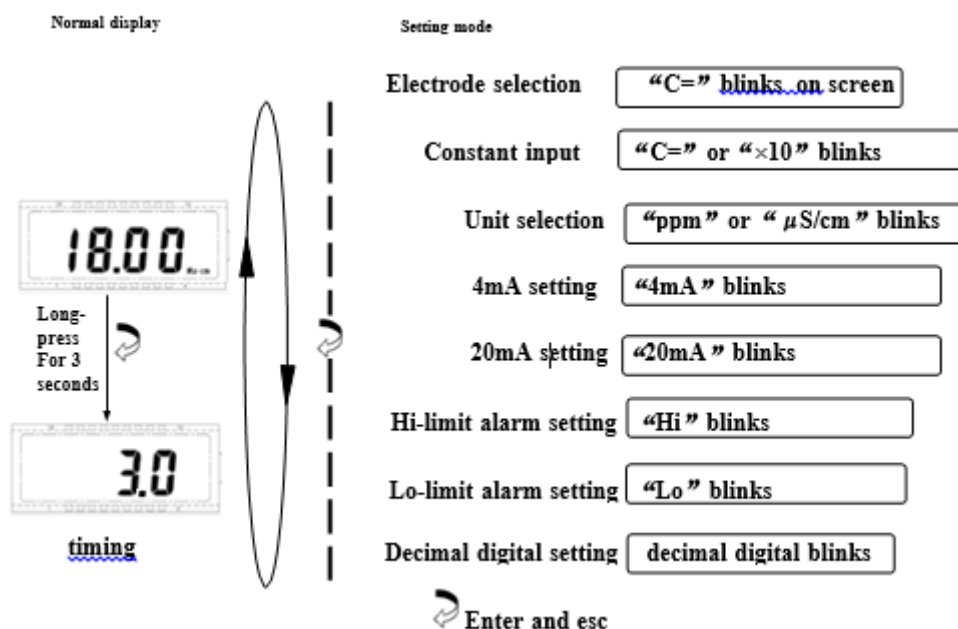 Normal display
Setting mode
Electrode selection
“C=” blinks on screen
Constant input
“C=” or “×10” blinks
Unit selection
“ppm” or “ μS/cm ” blinks
18.00
4mA setting
“4mA” blinks
Long-
press
For 3
seconds
20mA setting
“20mA” blinks
Hi-limit alarm setting
“Hi” blinks
3.0
Lo-limit alarm setting
“Lo” blinks
timing
Decimal digital setting
decimal digital blinks
Enter and esc